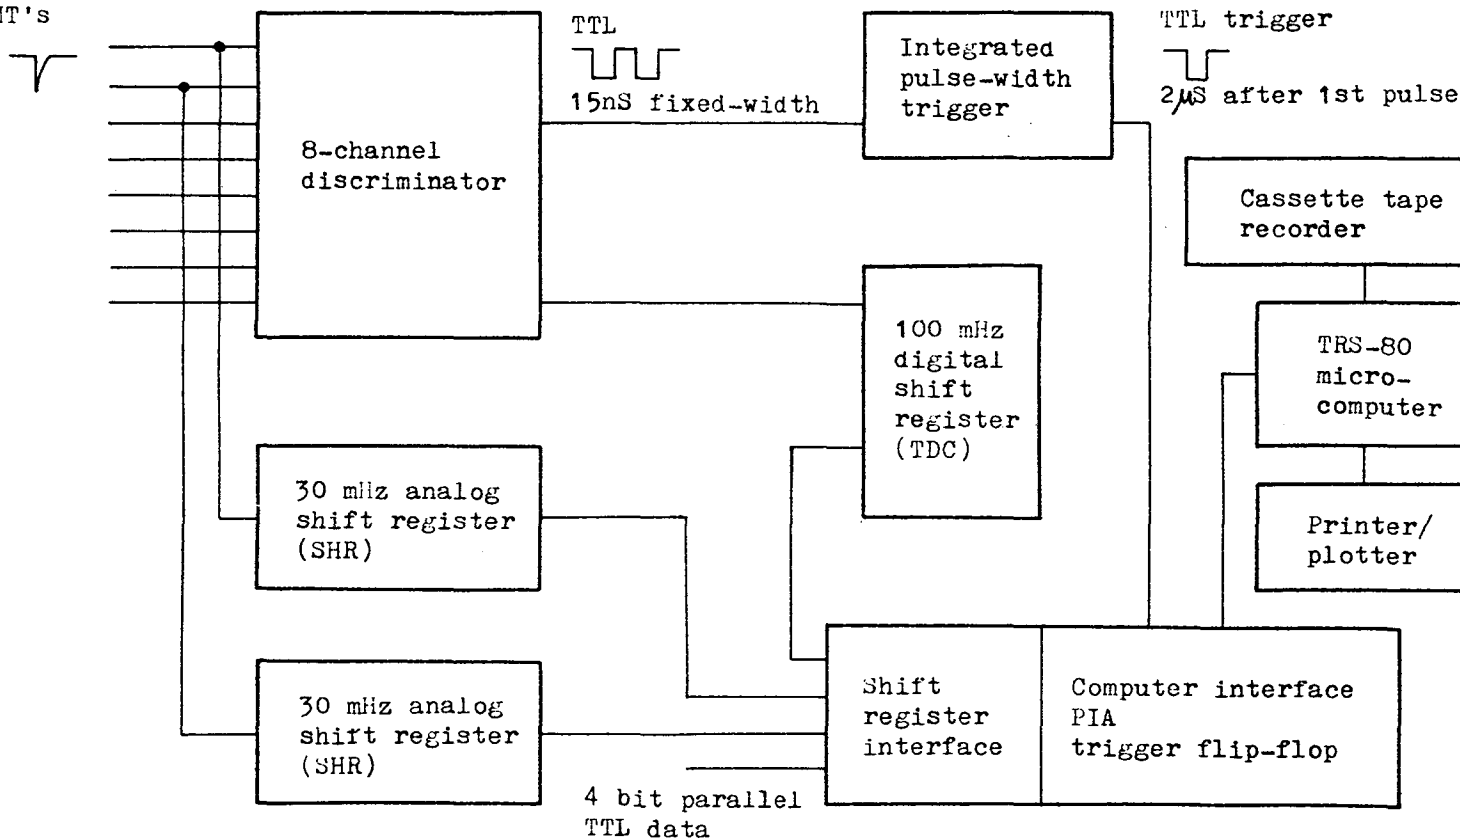 MT's
TTL
15nS fixed-width
Integrated
pulse-width
trigger
TTL trigger
2μS after 1st pulse
8-channel
discriminator
Cassette tape
recorder
100 mHz
digital
shift
register
(TDC)
TRS-80
micro-
computer
30 mHz analog
shift register
(SHR)
Printer/
plotter
30 mHz analog
shift register
(SHR)
Shift
register
interface
Computer interface
PIA
trigger flip-flop
4 bit parallel
TTL data